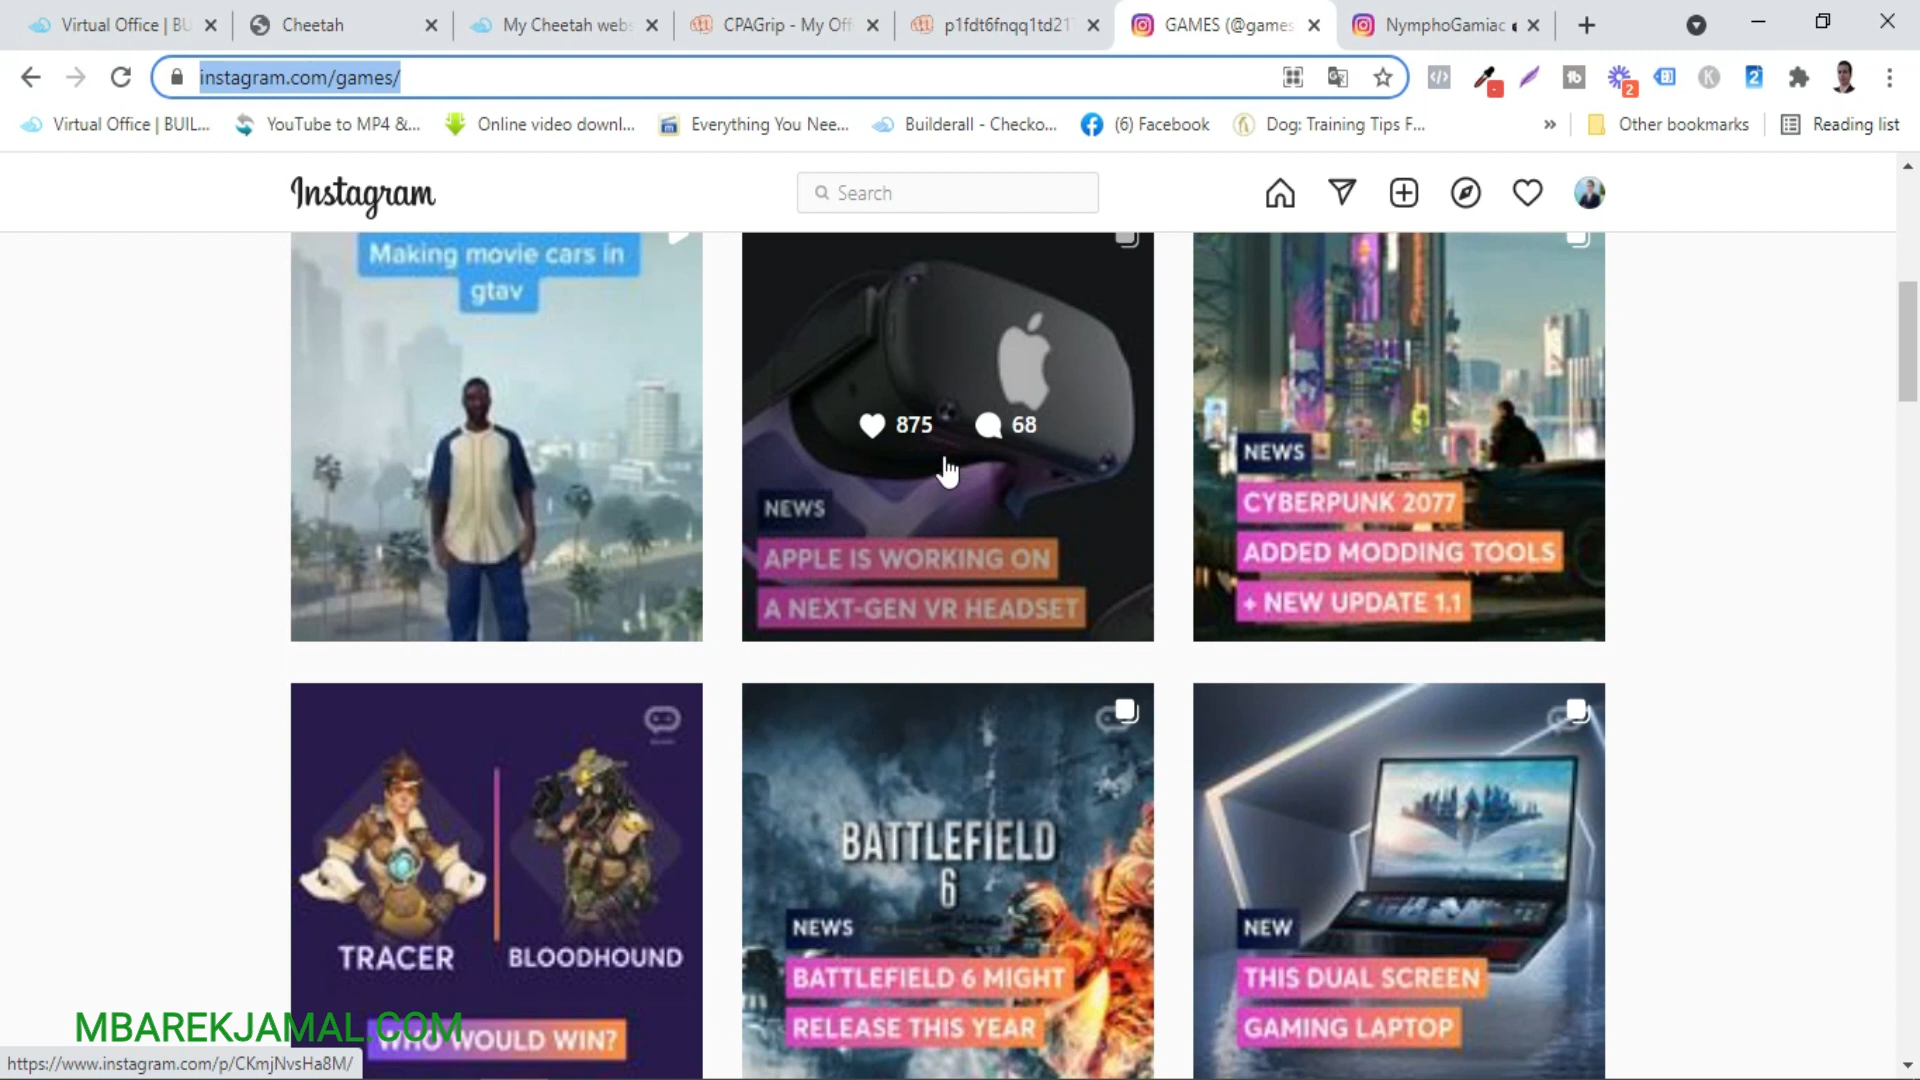 Virtual Office | BU
Cheetah
My Cheetah webs
CPAGrip - My Off
p1fdt6fnqq1td21
GAMES (@games
NymphoGamiac
instagram.com/games/
2
2
Virtual Office | BUIL...
YouTube to MP4 &...
Online video downl...
Everything You Nee...
Builderall - Checko...
(6) Facebook
Dog: Training Tips F...
»
Other bookmarks
Reading list
Instagram
Search
Making movie cars in
gtav
875
68
NEWS
APPLE IS WORKING ON
A NEXT-GEN VR HEADSET
NEWS
CYBERPUNK 2077
ADDED MODDING TOOLS
+ NEW UPDATE 1.1
TRACER
BLOODHOUND
WHO WOULD WIN?
BATTLEFIELD
6
NEWS
BATTLEFIELD 6 MIGHT
RELEASE THIS YEAR
NEW
THIS DUAL SCREEN
GAMING LAPTOP
MBAREKJAMAL.COM
https://www.instagram.com/p/CKmjNvsHa8M/